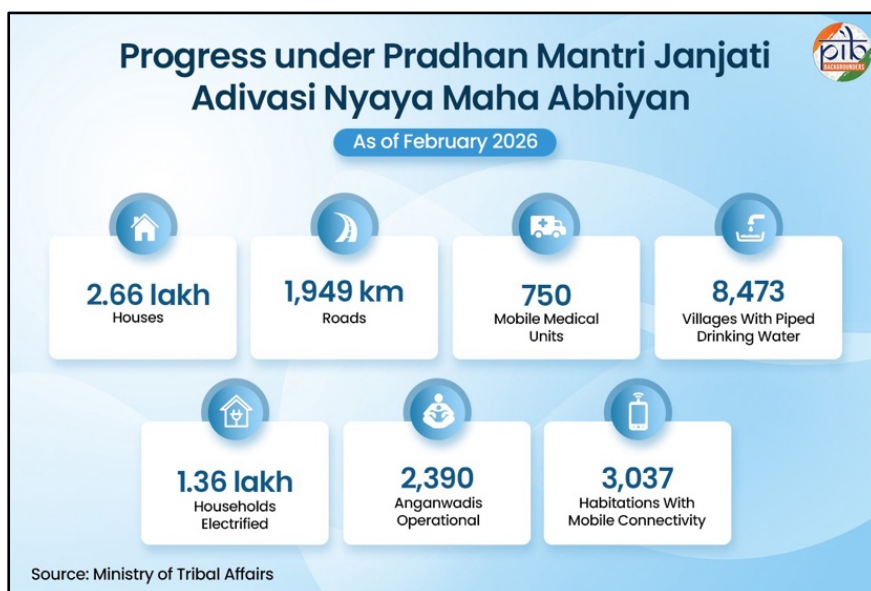 Progress under Pradhan Mantri Janjati
Adivasi Nyaya Maha Abhiyan
pib
BACKGROUNDERS
As of February 2026
2.66 lakh
Houses
1,949 km
Roads
750
Mobile Medical
Units
8,473
Villages With Piped
Drinking Water
1.36 lakh
Households
Electrified
2,390
Anganwadis
Operational
3,037
Habitations With
Mobile Connectivity
Source: Ministry of Tribal Affairs